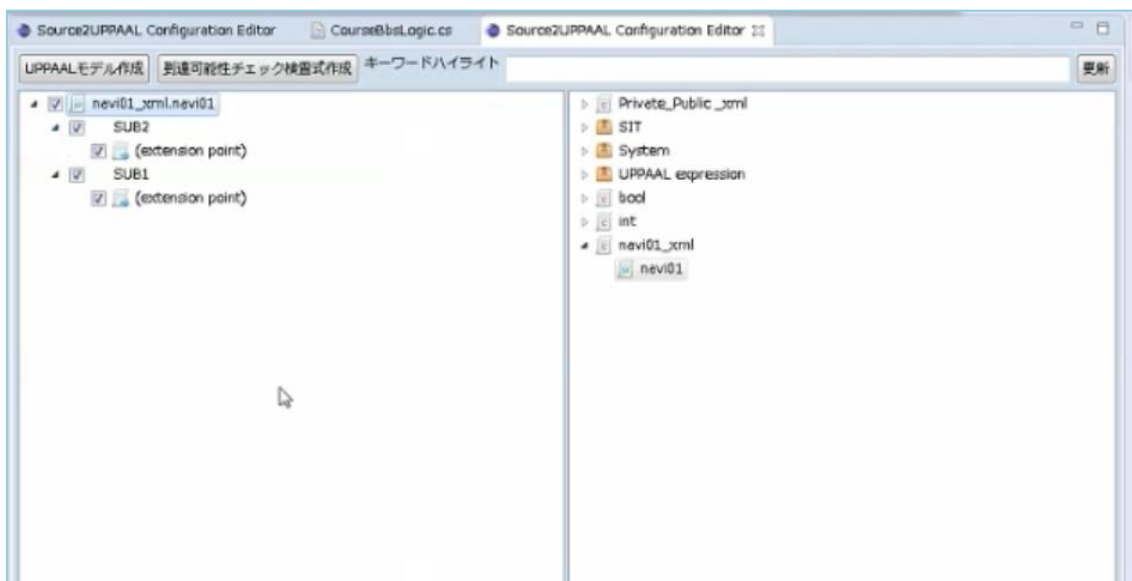 Source2UPPAAL Configuration Editor CourseBbsLogic.cs Source2UPPAAL Configuration Editor
UPPAALモデル作成 到達可能性チェック検査式作成 キーワードハイライト 更新
navi01_xml.navi01
SUB2
(extension point)
SUB1
(extension point)
Private_Public_xml
SIT
System
UPPAAL expression
bool
int
navi01_xml
navi01